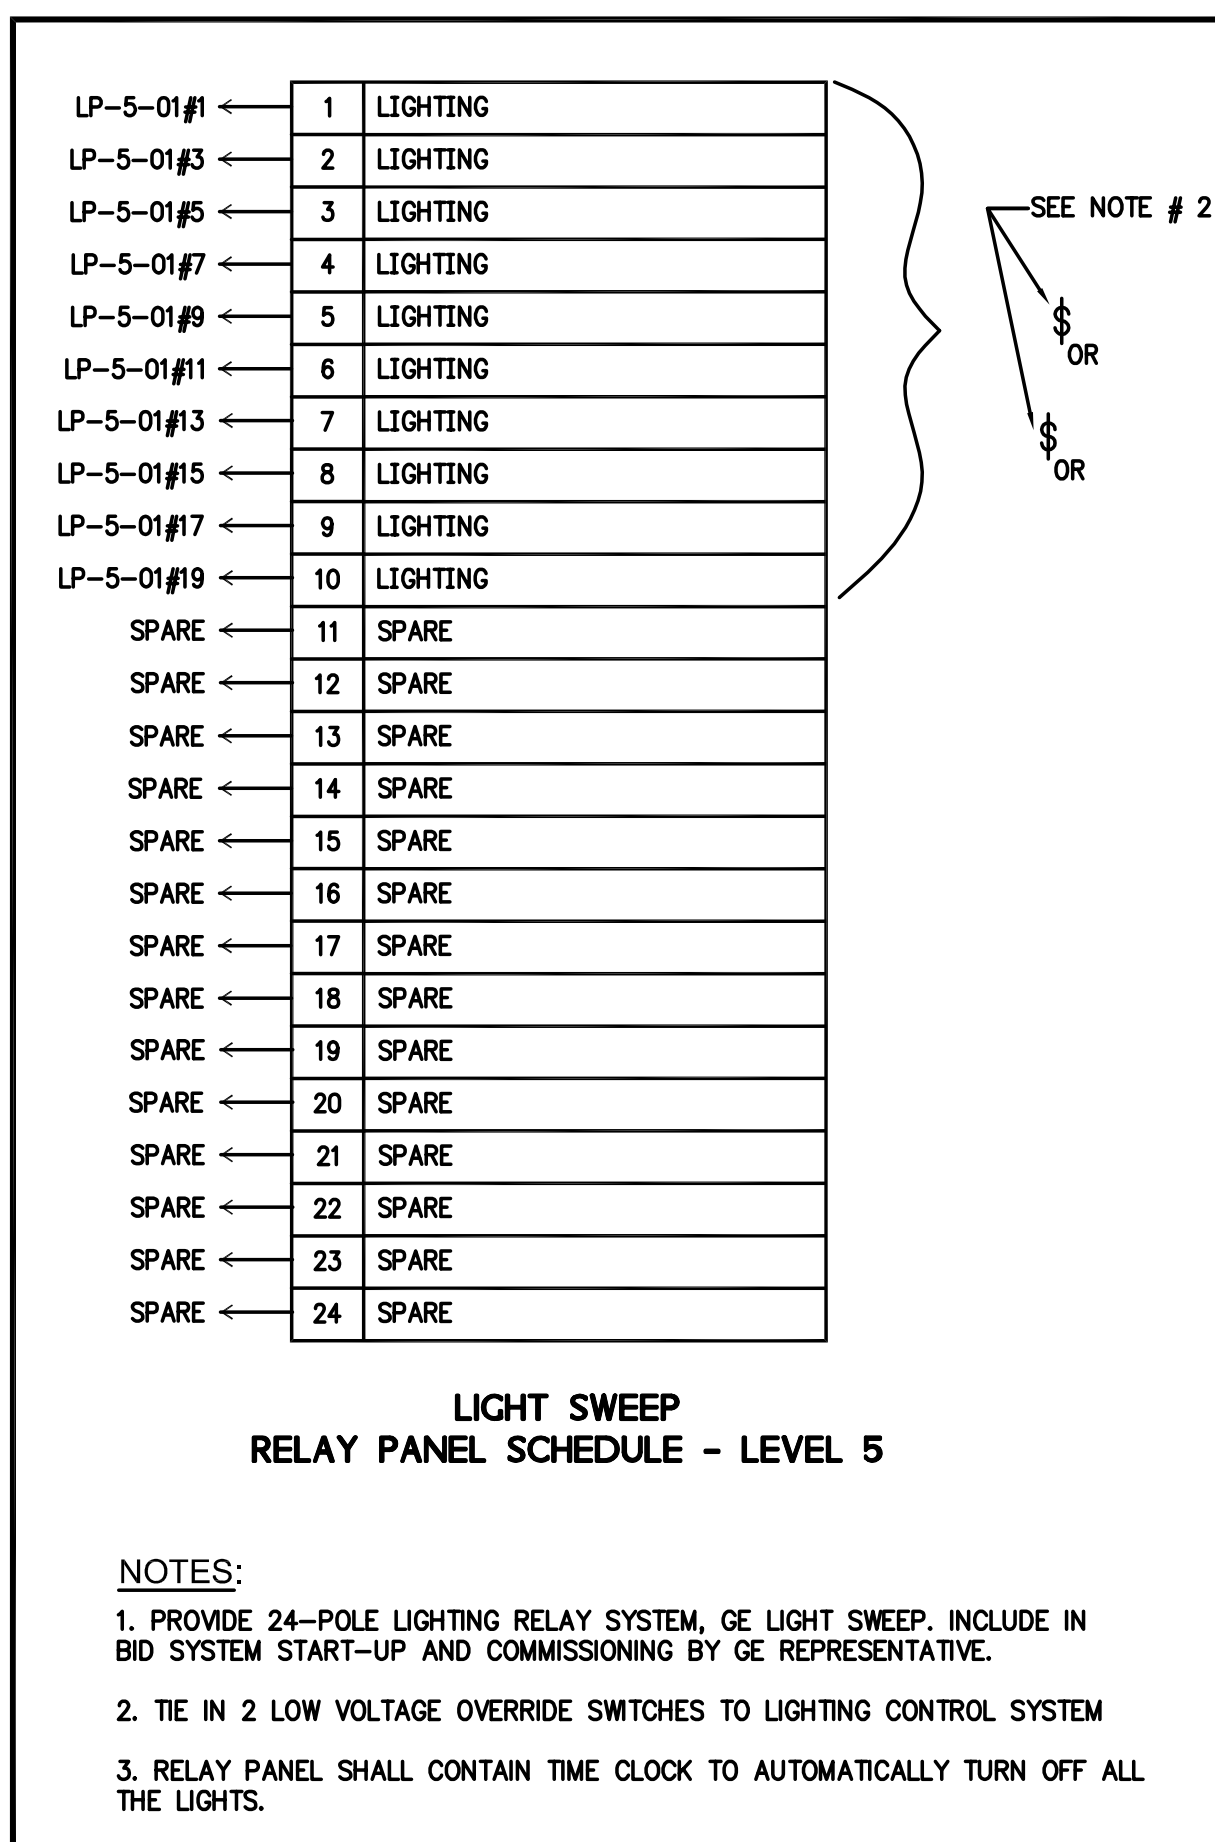 LP-5-01#1 1 LIGHTING
LP-5-01#3 2 LIGHTING
LP-5-01#5 3 LIGHTING
SEE NOTE # 2
LP-5-01#7 4 LIGHTING
LP-5-01#9 5 LIGHTING
$
OR
LP-5-01#11 6 LIGHTING
LP-5-01#13 7 LIGHTING
$
OR
LP-5-01#15 8 LIGHTING
LP-5-01#17 9 LIGHTING
LP-5-01#19 10 LIGHTING
SPARE 11 SPARE
SPARE 12 SPARE
SPARE 13 SPARE
SPARE 14 SPARE
SPARE 15 SPARE
SPARE 16 SPARE
SPARE 17 SPARE
SPARE 18 SPARE
SPARE 19 SPARE
SPARE 20 SPARE
SPARE 21 SPARE
SPARE 22 SPARE
SPARE 23 SPARE
SPARE 24 SPARE
LIGHT SWEEP
RELAY PANEL SCHEDULE - LEVEL 5
NOTES:
1. PROVIDE 24-POLE LIGHTING RELAY SYSTEM, GE LIGHT SWEEP. INCLUDE IN
BID SYSTEM START-UP AND COMMISSIONING BY GE REPRESENTATIVE.
2. TIE IN 2 LOW VOLTAGE OVERRIDE SWITCHES TO LIGHTING CONTROL SYSTEM
3. RELAY PANEL SHALL CONTAIN TIME CLOCK TO AUTOMATICALLY TURN OFF ALL
THE LIGHTS.